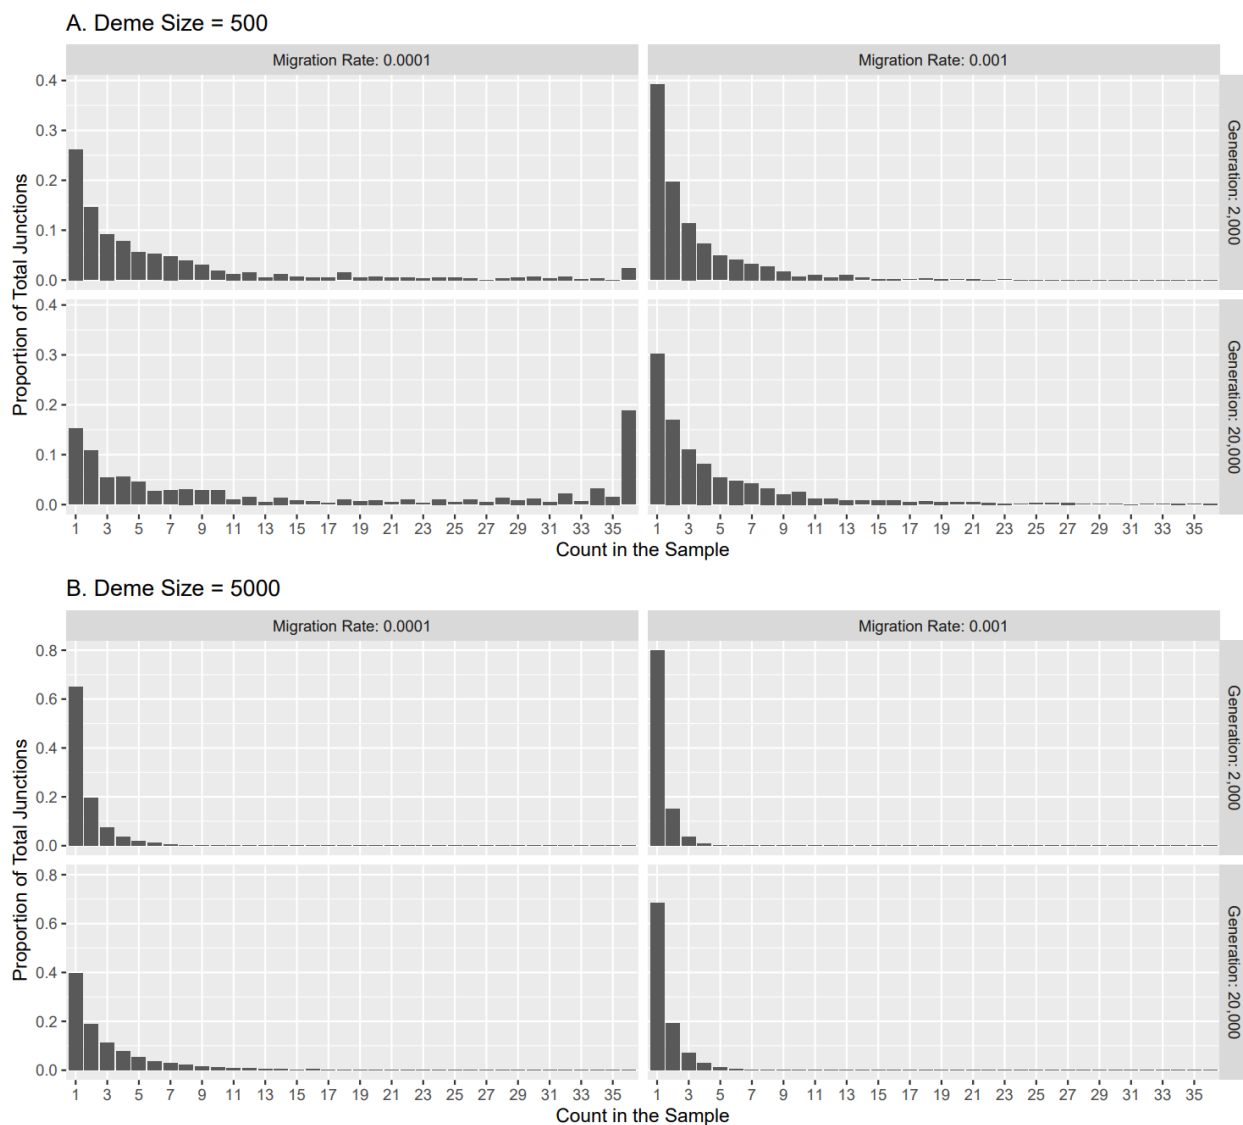 A. Deme Size = 500
Migration Rate: 0.0001
Migration Rate: 0.001
Proportion of Total Junctions
0.4
0.3
0.2
0.1
0.0
Generation: 2,000
0.4
0.3
0.2
0.1
0.0
Generation: 20,000
1 3 5 7 9 11 13 15 17 19 21 23 25 27 29 31 33 35
1 3 5 7 9 11 13 15 17 19 21 23 25 27 29 31 33 35
Count in the Sample
B. Deme Size = 5000
Migration Rate: 0.0001
Migration Rate: 0.001
Proportion of Total Junctions
0.8
0.6
0.4
0.2
0.0
Generation: 2,000
0.8
0.6
0.4
0.2
0.0
Generation: 20,000
1 3 5 7 9 11 13 15 17 19 21 23 25 27 29 31 33 35
1 3 5 7 9 11 13 15 17 19 21 23 25 27 29 31 33 35
Count in the Sample